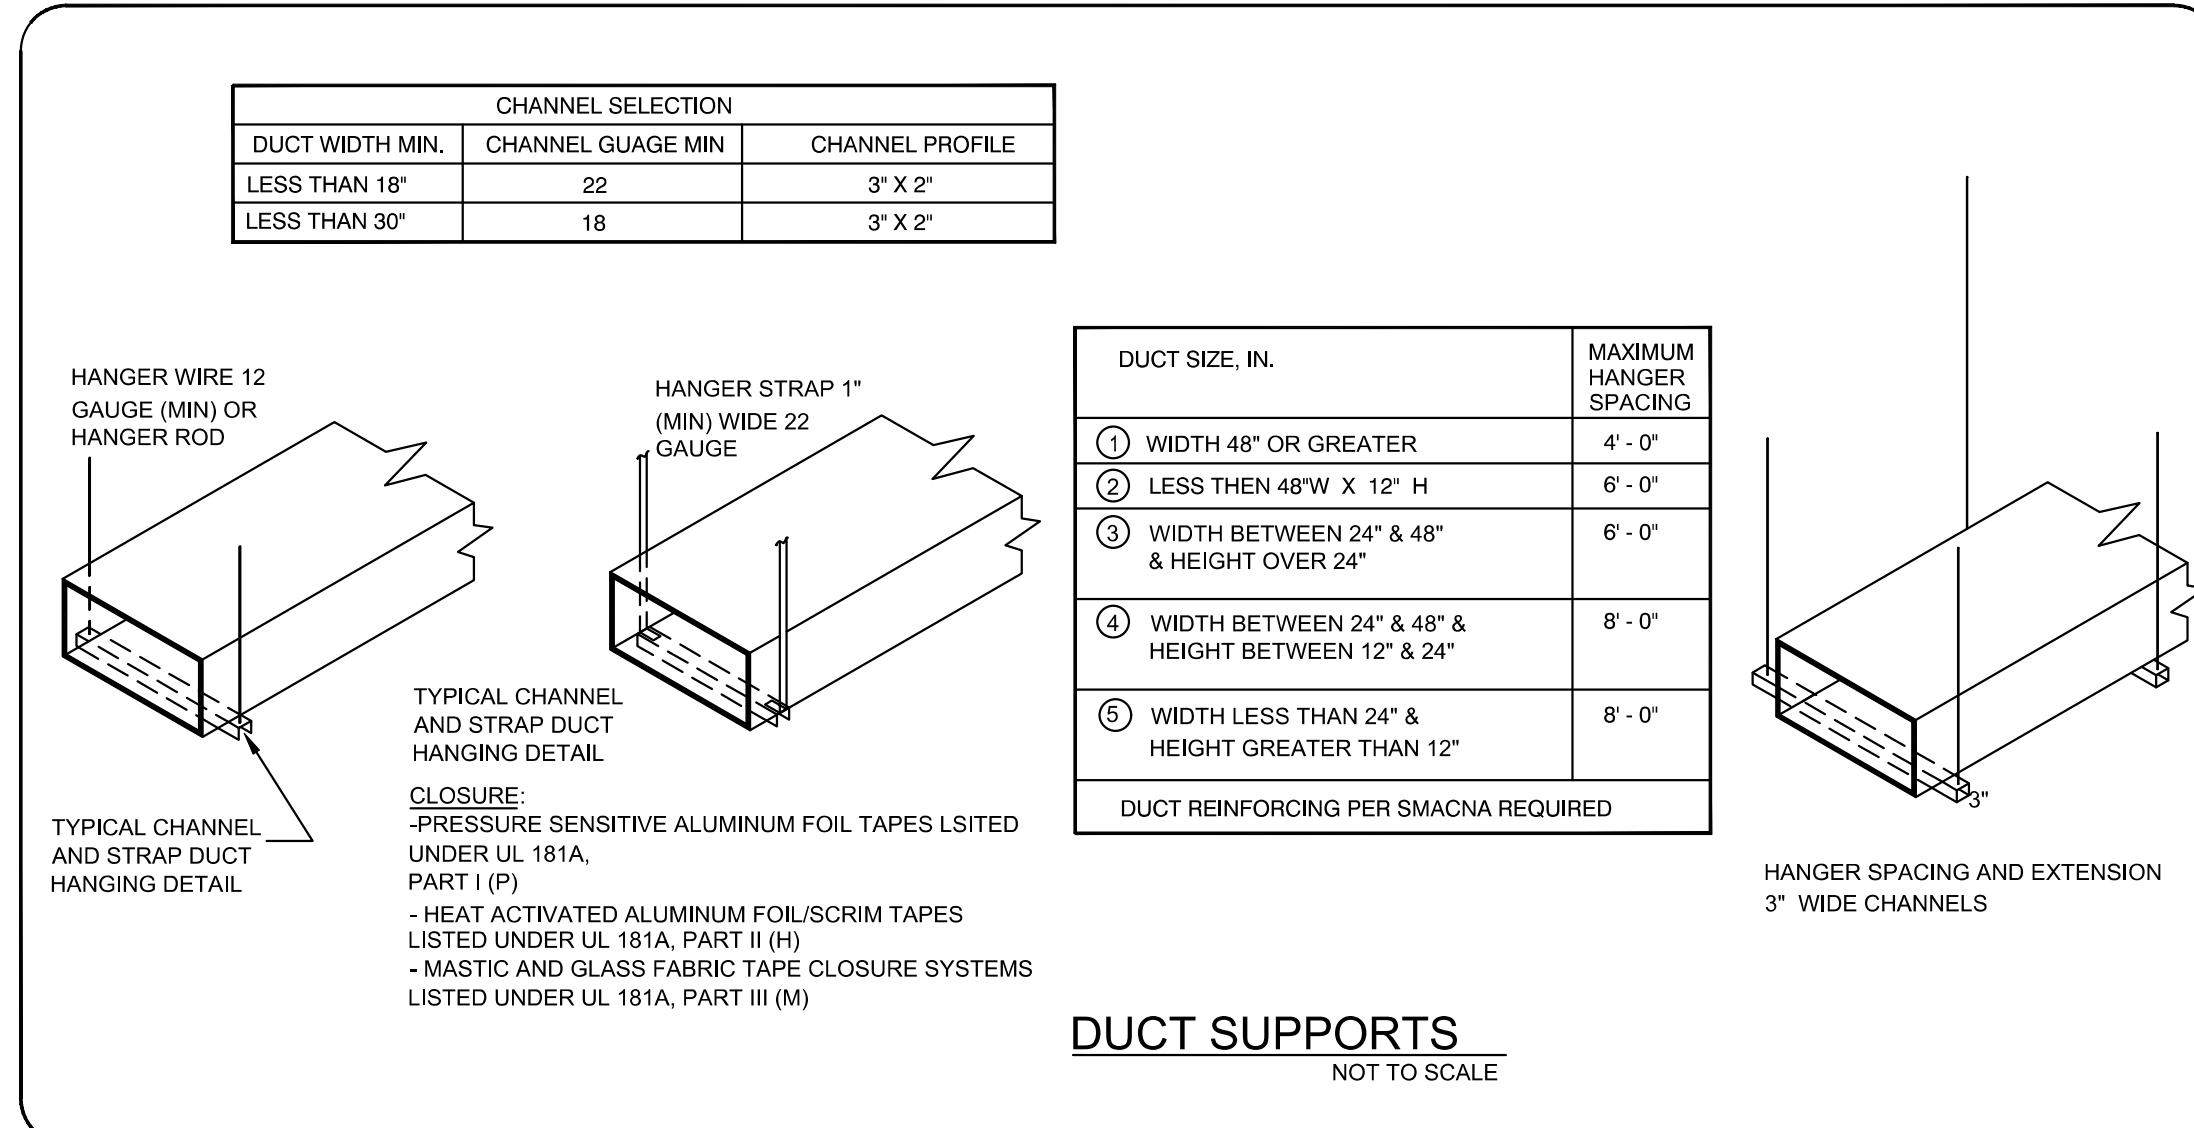 CHANNEL SELECTION
DUCT WIDTH MIN. CHANNEL GUAGE MIN CHANNEL PROFILE
LESS THAN 18" 22 3" X 2"
LESS THAN 30" 18 3" X 2"
HANGER WIRE 12
GAUGE (MIN) OR
HANGER ROD
TYPICAL CHANNEL
AND STRAP DUCT
HANGING DETAIL
HANGER STRAP 1"
(MIN) WIDE 22
GAUGE
TYPICAL CHANNEL
AND STRAP DUCT
HANGING DETAIL
CLOSURE:
-PRESSURE SENSITIVE ALUMINUM FOIL TAPES LSITED
UNDER UL 181A,
PART I (P)
- HEAT ACTIVATED ALUMINUM FOIL/SCRIM TAPES
LISTED UNDER UL 181A, PART II (H)
- MASTIC AND GLASS FABRIC TAPE CLOSURE SYSTEMS
LISTED UNDER UL 181A, PART III (M)
DUCT SIZE, IN. MAXIMUM
HANGER
SPACING
1 WIDTH 48" OR GREATER 4' - 0"
2 LESS THEN 48"W X 12" H 6' - 0"
3 WIDTH BETWEEN 24" & 48" 6' - 0"
& HEIGHT OVER 24"
4 WIDTH BETWEEN 24" & 48" & 8' - 0"
HEIGHT BETWEEN 12" & 24"
5 WIDTH LESS THAN 24" & 8' - 0"
HEIGHT GREATER THAN 12"
DUCT REINFORCING PER SMACNA REQUIRED
3"
HANGER SPACING AND EXTENSION
3" WIDE CHANNELS
DUCT SUPPORTS
NOT TO SCALE